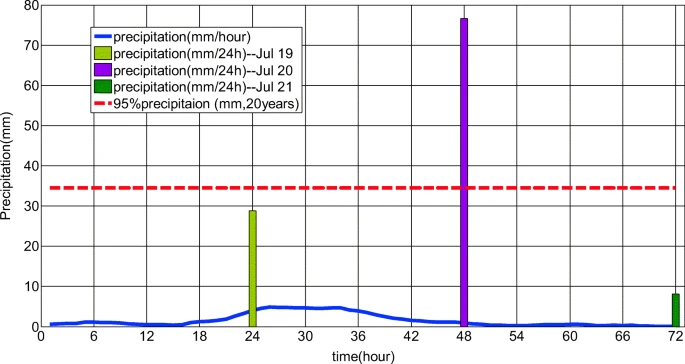 80
70
60
50
40
30
20
10
0
Precipitation(mm)
precipitation(mm/hour)
precipitation(mm/24h)--Jul 19
precipitation(mm/24h)--Jul 20
precipitation(mm/24h)--Jul 21
95%precipitaion (mm,20years)
0 6 12 18 24 30 36 42 48 54 60 66 72
time(hour)